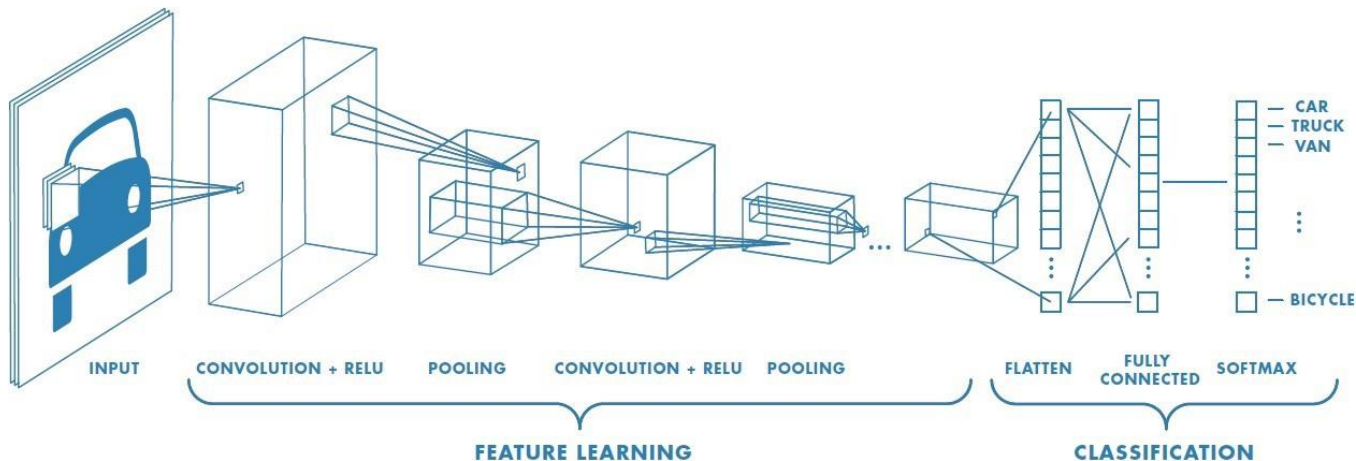 CAR
TRUCK
VAN
BICYCLE
INPUT
CONVOLUTION + RELU
POOLING
CONVOLUTION + RELU
POOLING
FLATTEN
FULLY
CONNECTED
SOFTMAX
FEATURE LEARNING
CLASSIFICATION